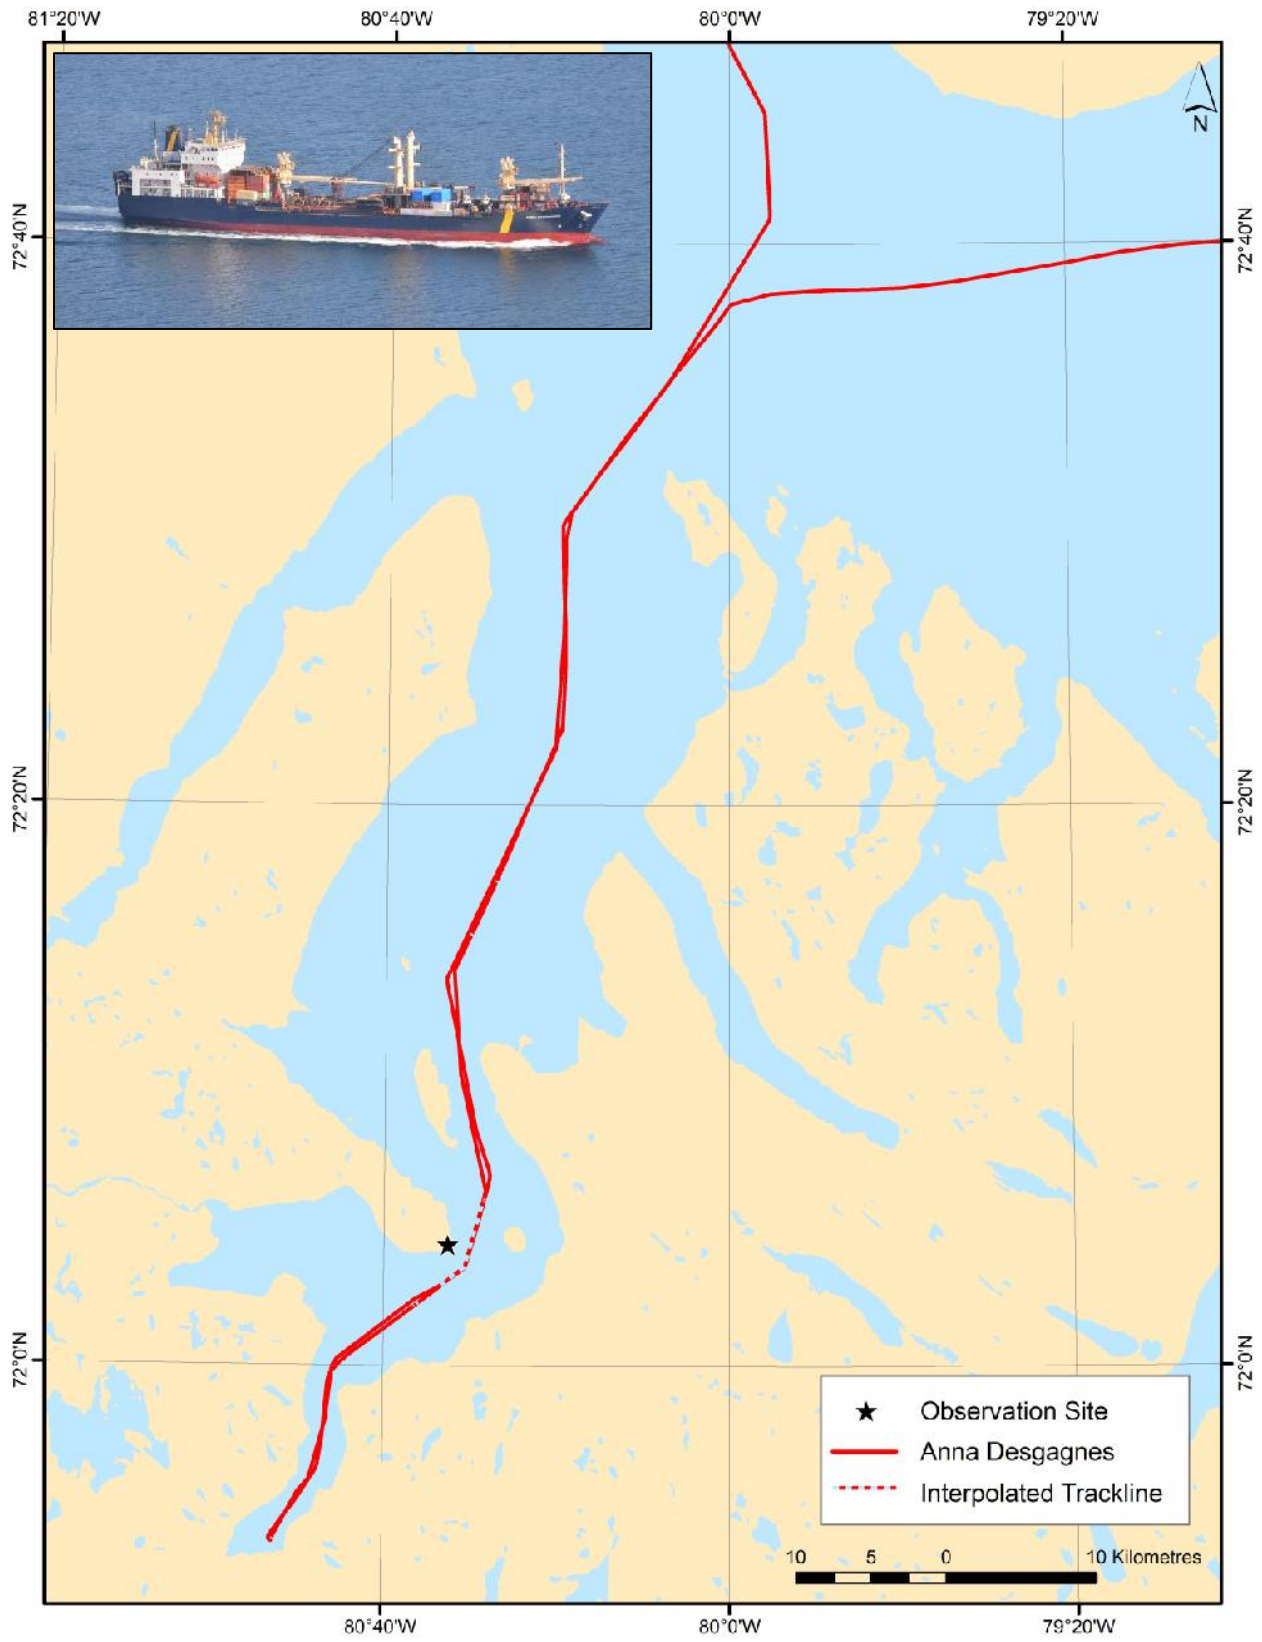 81°20'W 80°40'W 80°0'W 79°20'W
N
72°40'N 72°40'N
72°20'N 72°20'N
72°0'N 72°0'N
Observation Site
Anna Desgagnes
Interpolated Trackline
10 5 0 10 Kilometres
80°40'W 80°0'W 79°20'W